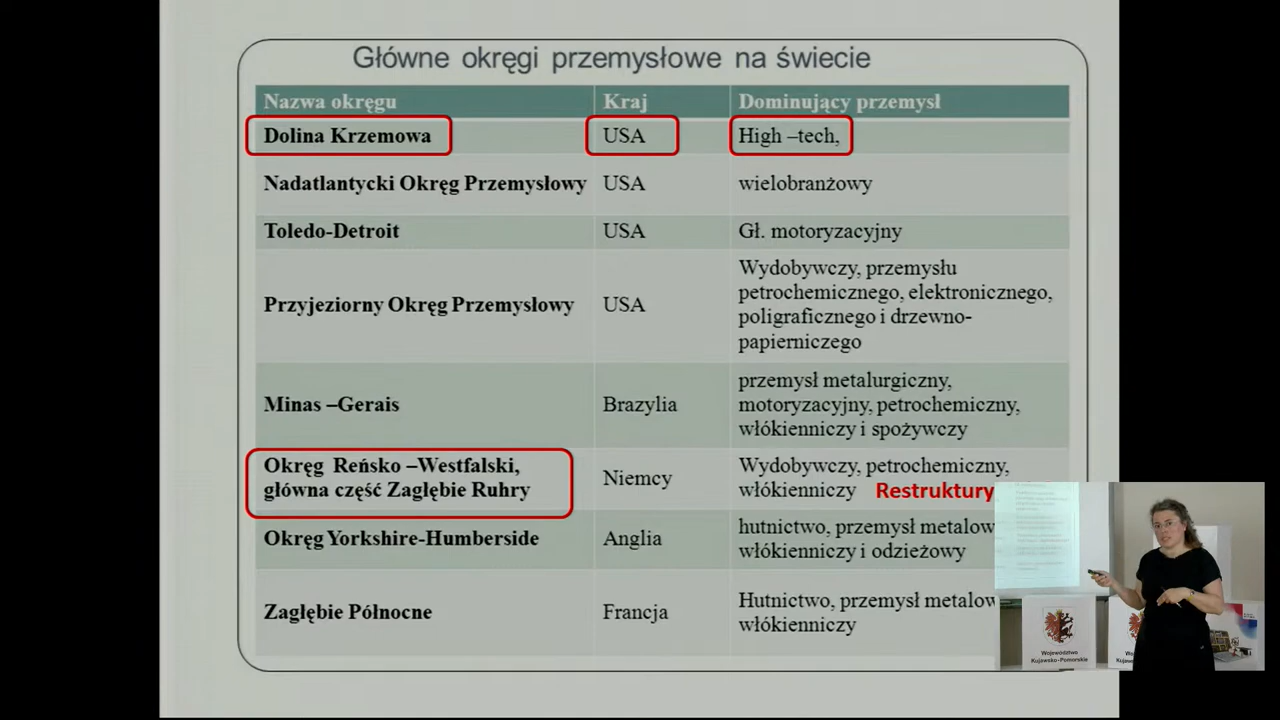 Główne okręgi przemysłowe na świecie
Nazwa okręgu Kraj Dominujący przemysł
Dolina Krzemowa USA High –tech,
Nadatlantycki Okręg Przemysłowy USA wielobranżowy
Toledo-Detroit USA Gł. motoryzacyjny
Przyjeziorny Okręg Przemysłowy USA Wydobywczy, przemysłu
petrochemicznego, elektronicznego,
poligraficznego i drzewno-
papierniczego
Minas –Gerais Brazylia przemysł metalurgiczny,
motoryzacyjny, petrochemiczny,
włókienniczy i spożywczy
Okręg Reńsko –Westfalski,
główna część Zagłębie Ruhry Niemcy Wydobywczy, petrochemiczny,
włókienniczy Restruktury
Okręg Yorkshire-Humberside Anglia hutnictwo, przemysł metalow
włókienniczy i odzieżowy
Zagłębie Północne Francja Hutnictwo, przemysł metalow
włókienniczy
Województwo
Kujawsko-Pomorskie